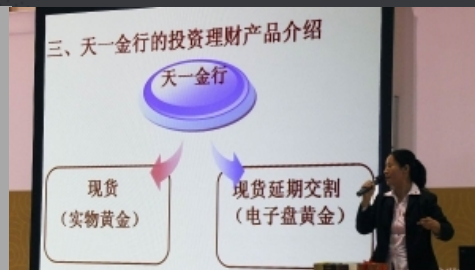 三、天一金行的投资理财产品介绍
天一金行
现货
（实物黄金）
现货延期交割
（电子盘黄金）